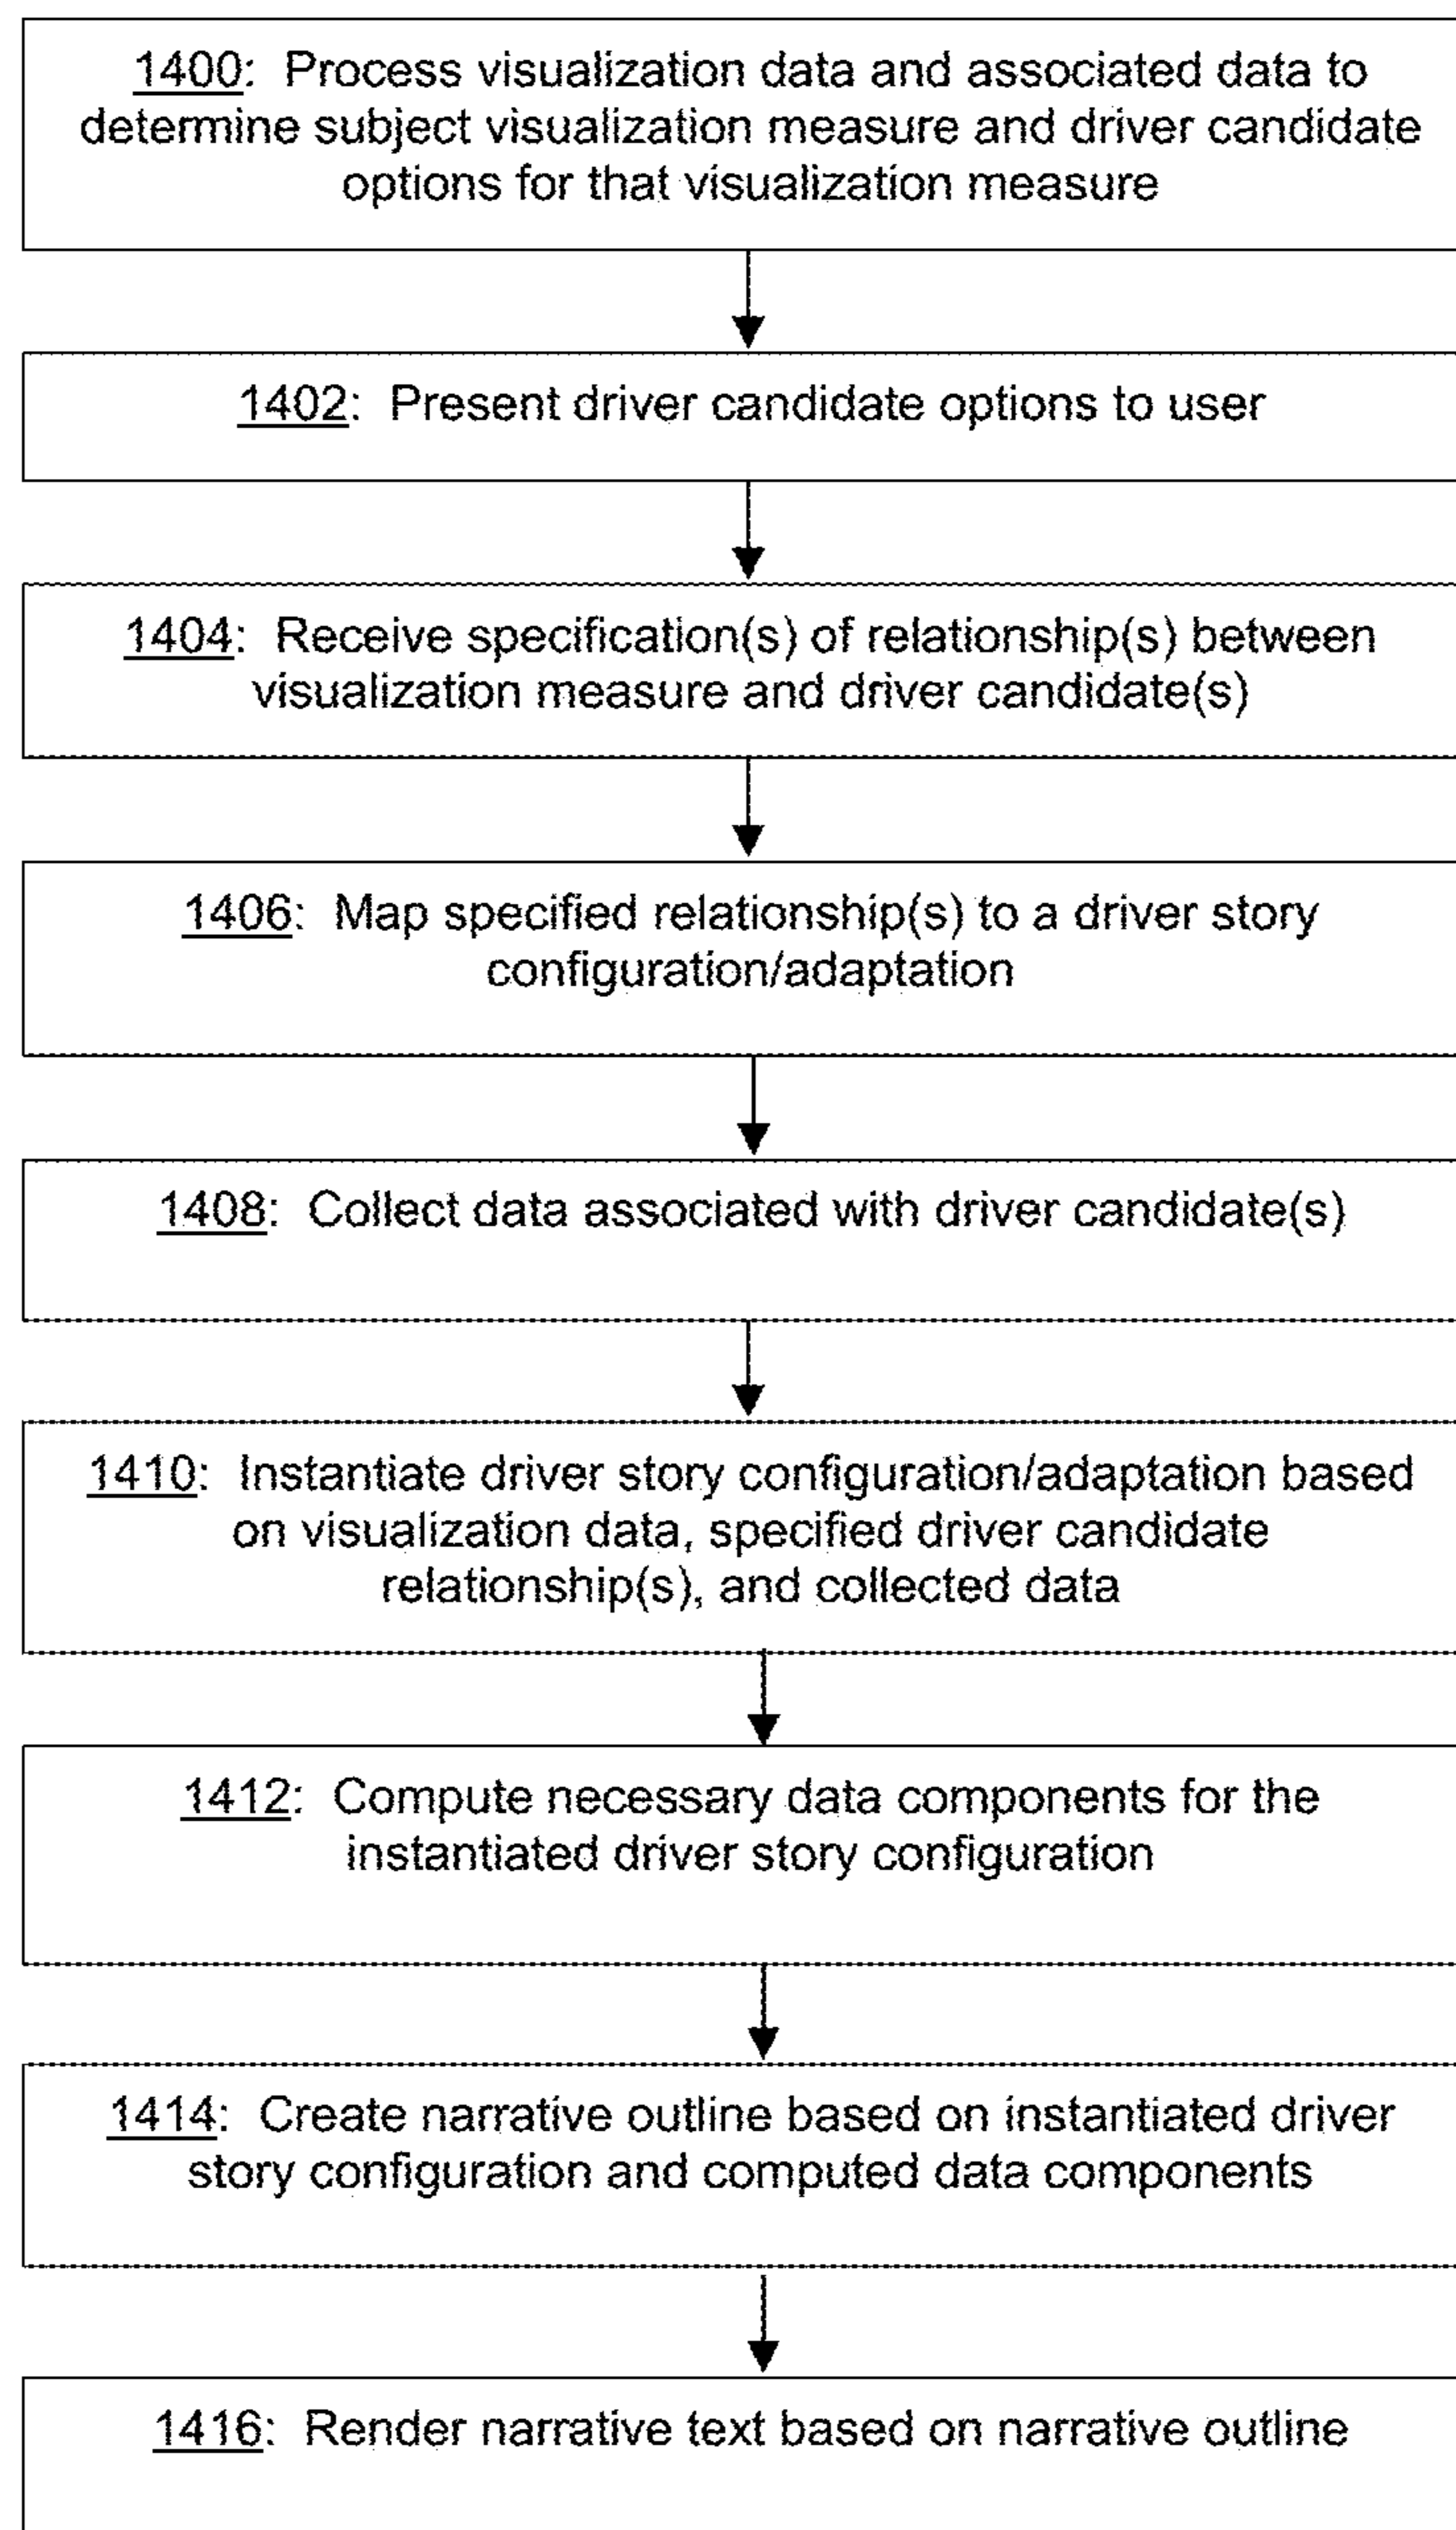 1400: Process visualization data and associated data to
determine subject visualization measure and driver candidate
options for that visualization measure
1402: Present driver candidate options to user
1404: Receive specification(s) of relationship(s) between
visualization measure and driver candidate(s)
1406: Map specified relationship(s) to a driver story
configuration/adaptation
1408: Collect data associated with driver candidate(s)
1410: Instantiate driver story configuration/adaptation based
on visualization data, specified driver candidate
relationship(s), and collected data
1412: Compute necessary data components for the
instantiated driver story configuration
1414: Create narrative outline based on instantiated driver
story configuration and computed data components
1416: Render narrative text based on narrative outline